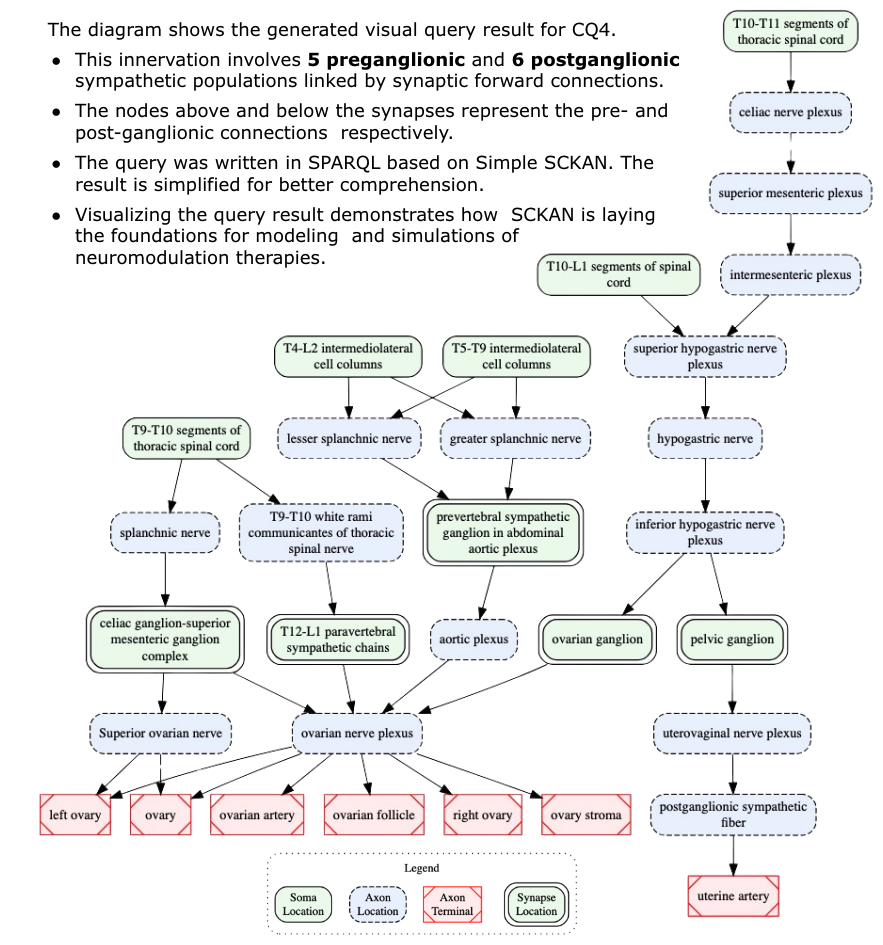 The diagram shows the generated visual query result for CQ4.
• This innervation involves 5 preganglionic and 6 postganglionic
sympathetic populations linked by synaptic forward connections.
• The nodes above and below the synapses represent the pre- and
post-ganglionic connections respectively.
• The query was written in SPARQL based on Simple SCKAN. The
result is simplified for better comprehension.
• Visualizing the query result demonstrates how SCKAN is laying
the foundations for modeling and simulations of
neuromodulation therapies.
T10-T11 segments of
thoracic spinal cord
celiac nerve plexus
superior mesenteric plexus
T10-L1 segments of spinal
cord
intermesenteric plexus
T4-L2 intermediolateral
cell columns
T5-T9 intermediolateral
cell columns
superior hypogastric nerve
plexus
T9-T10 segments of
thoracic spinal cord
lesser splanchnic nerve
greater splanchnic nerve
hypogastric nerve
splanchnic nerve
T9-T10 white rami
communicantes of thoracic
spinal nerve
prevertebral sympathetic
ganglion in abdominal
aortic plexus
inferior hypogastric nerve
plexus
celiac ganglion-superior
mesenteric ganglion
complex
T12-L1 paravertebral
sympathetic chains
aortic plexus
ovarian ganglion
pelvic ganglion
Superior ovarian nerve
ovarian nerve plexus
uterovaginal nerve plexus
left ovary
ovary
ovarian artery
ovarian follicle
right ovary
ovary stroma
postganglionic sympathetic
fiber
uterine artery
Legend
Soma
Location
Axon
Location
Axon
Terminal
Synapse
Location